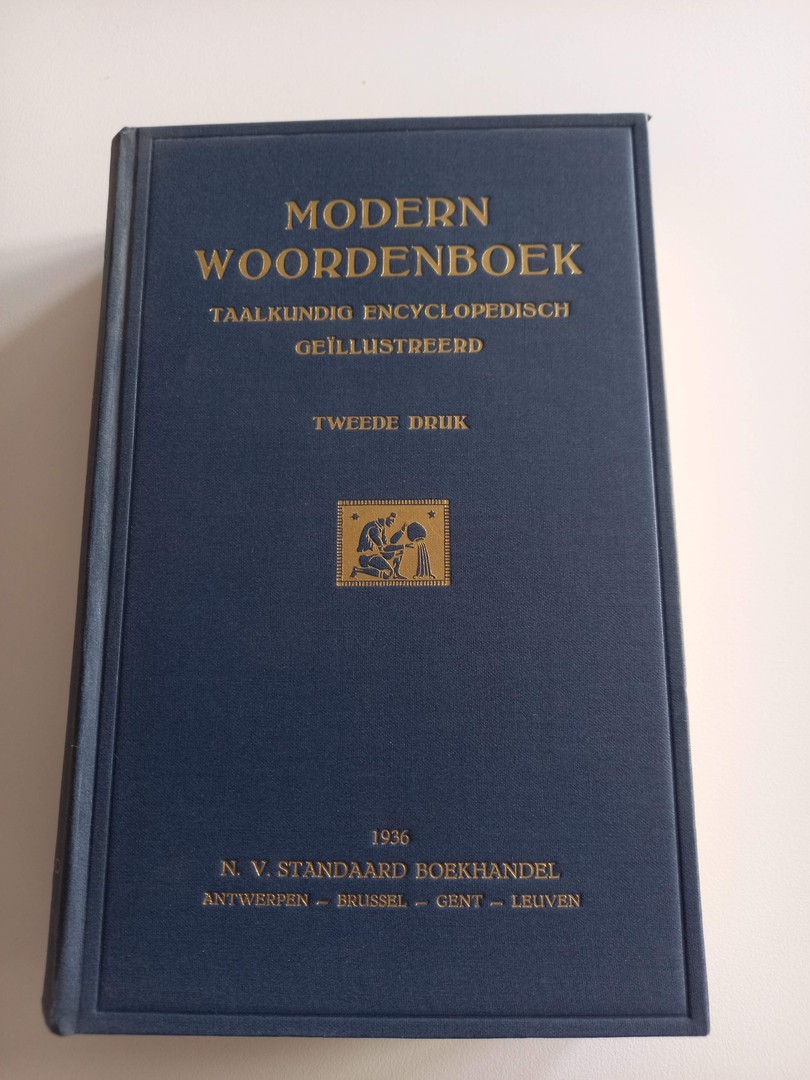 MODERN
WOORDENBOEK
TAALKUNDIG ENCYCLOPEDISCH
GEÏLLUSTREERD
TWEEDE DRUK
1936
N. V. STANDAARD BOEKHANDEL
ANTWERPEN – BRUSSEL – GENT – LEUVEN